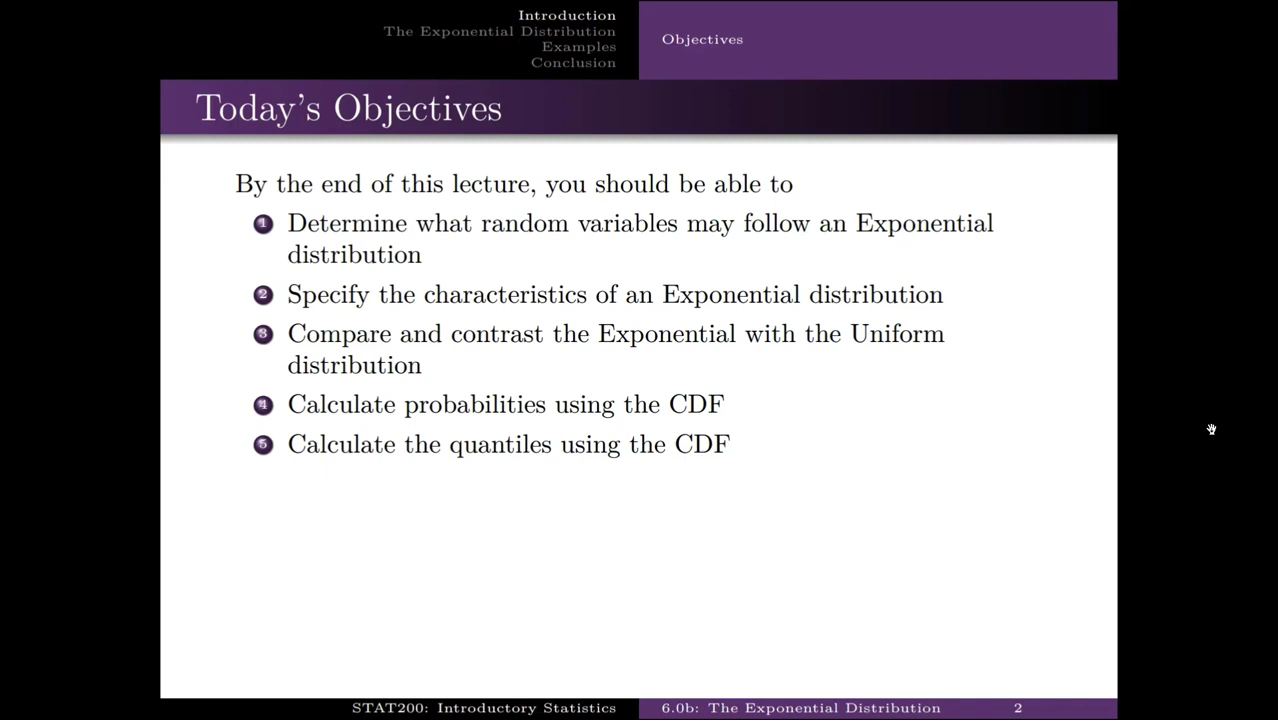 Introduction
The Exponential Distribution
Examples
Conclusion
Objectives
Today's Objectives
By the end of this lecture, you should be able to
1 Determine what random variables may follow an Exponential
distribution
2 Specify the characteristics of an Exponential distribution
3 Compare and contrast the Exponential with the Uniform
distribution
4 Calculate probabilities using the CDF
5 Calculate the quantiles using the CDF
STAT200: Introductory Statistics
6.0b: The Exponential Distribution 2